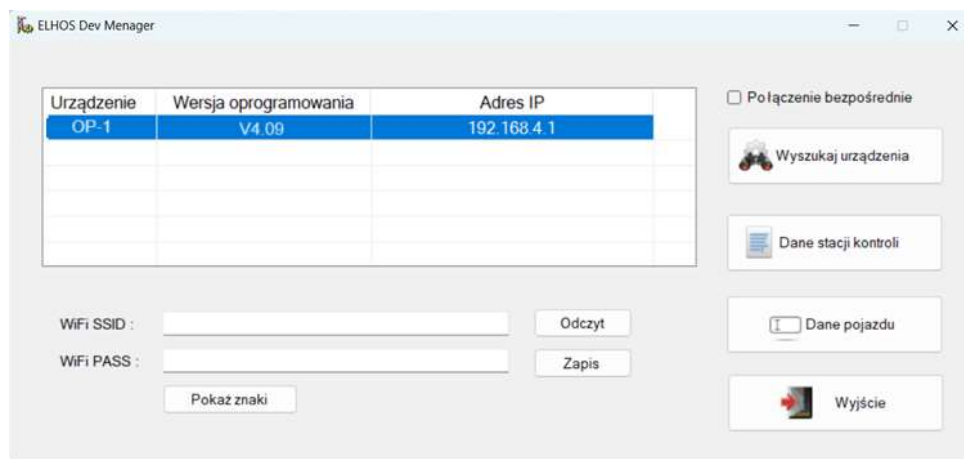 ELHOS Dev Menager
Urządzenie Wersja oprogramowania Adres IP
OP-1 V4.09 192.168.4.1
Połączenie bezpośrednie
Wyszukaj urządzenia
Dane stacji kontroli
Dane pojazdu
Wyjście
WiFi SSID :
Odczyt
WiFi PASS :
Zapis
Pokaż znaki